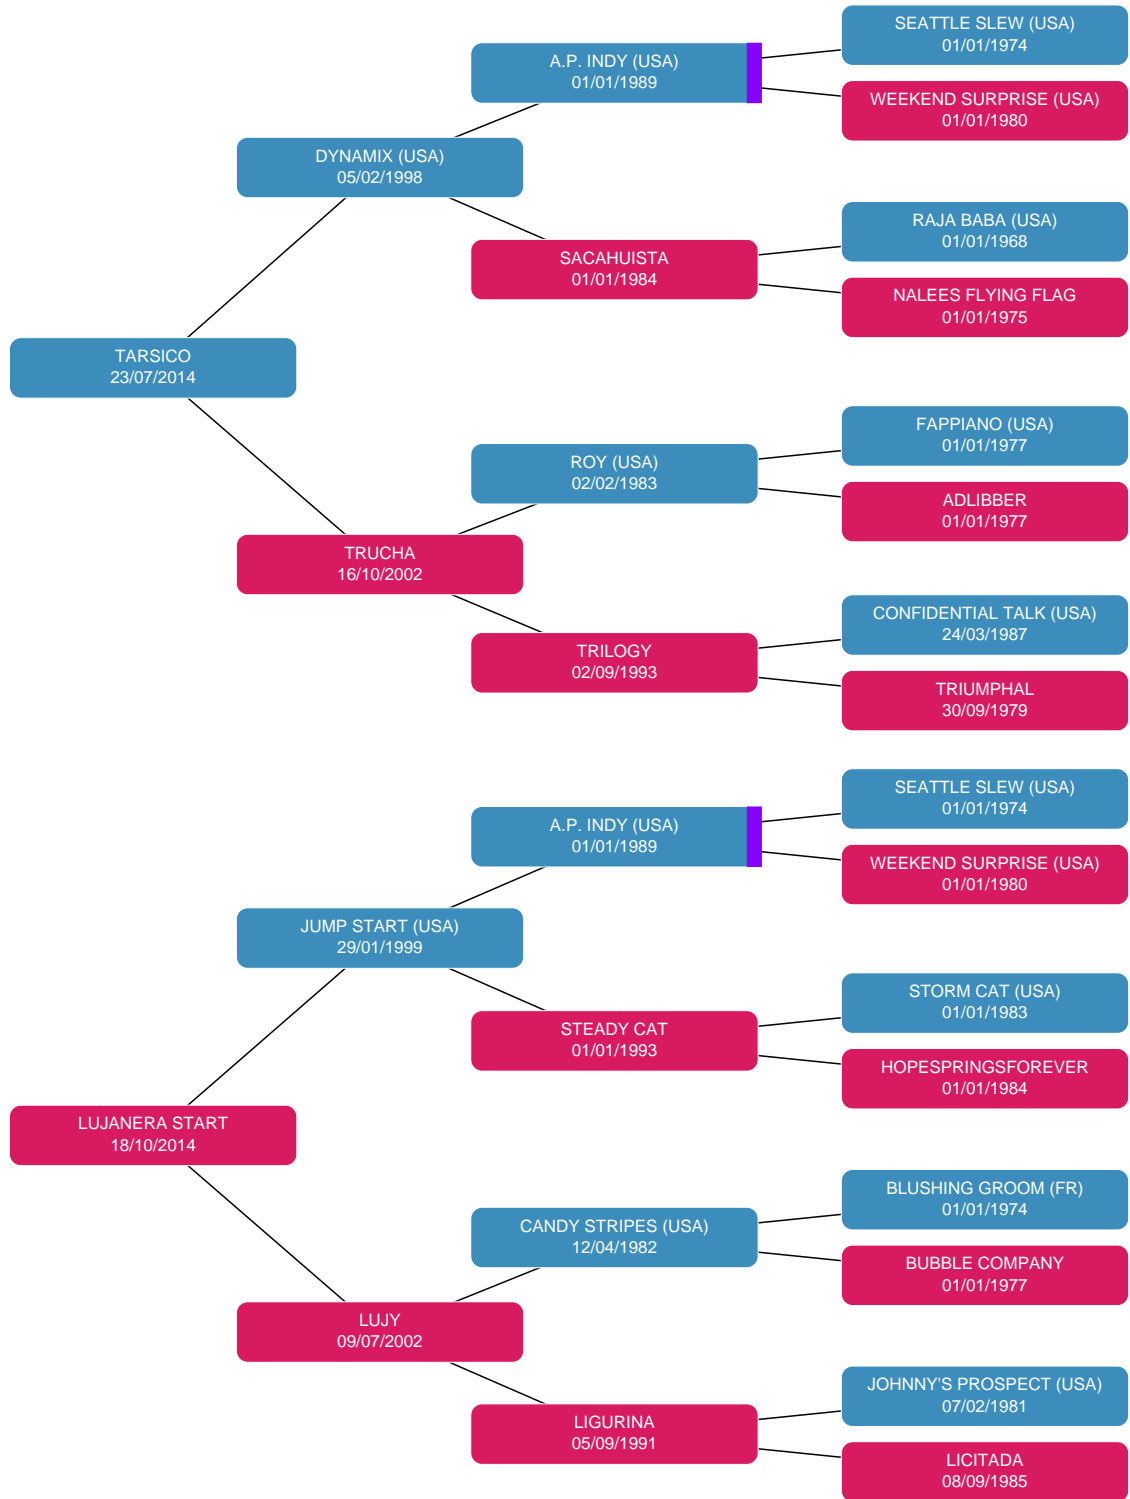 SEATTLE SLEW (USA)
01/01/1974
A.P. INDY (USA)
01/01/1989
WEEKEND SURPRISE (USA)
01/01/1980
DYNAMIX (USA)
05/02/1998
RAJA BABA (USA)
01/01/1968
SACAHUISTA
01/01/1984
NALEES FLYING FLAG
01/01/1975
TARSICO
23/07/2014
FAPPIANO (USA)
01/01/1977
ROY (USA)
02/02/1983
ADLIBBER
01/01/1977
TRUCHA
16/10/2002
CONFIDENTIAL TALK (USA)
24/03/1987
TRILOGY
02/09/1993
TRIUMPHAL
30/09/1979
SEATTLE SLEW (USA)
01/01/1974
A.P. INDY (USA)
01/01/1989
WEEKEND SURPRISE (USA)
01/01/1980
JUMP START (USA)
29/01/1999
STORM CAT (USA)
01/01/1983
STEADY CAT
01/01/1993
HOPESPRINGSFOREVER
01/01/1984
LUJANERA START
18/10/2014
BLUSHING GROOM (FR)
01/01/1974
CANDY STRIPES (USA)
12/04/1982
BUBBLE COMPANY
01/01/1977
LUJY
09/07/2002
JOHNNY'S PROSPECT (USA)
07/02/1981
LIGURINA
05/09/1991
LICITADA
08/09/1985